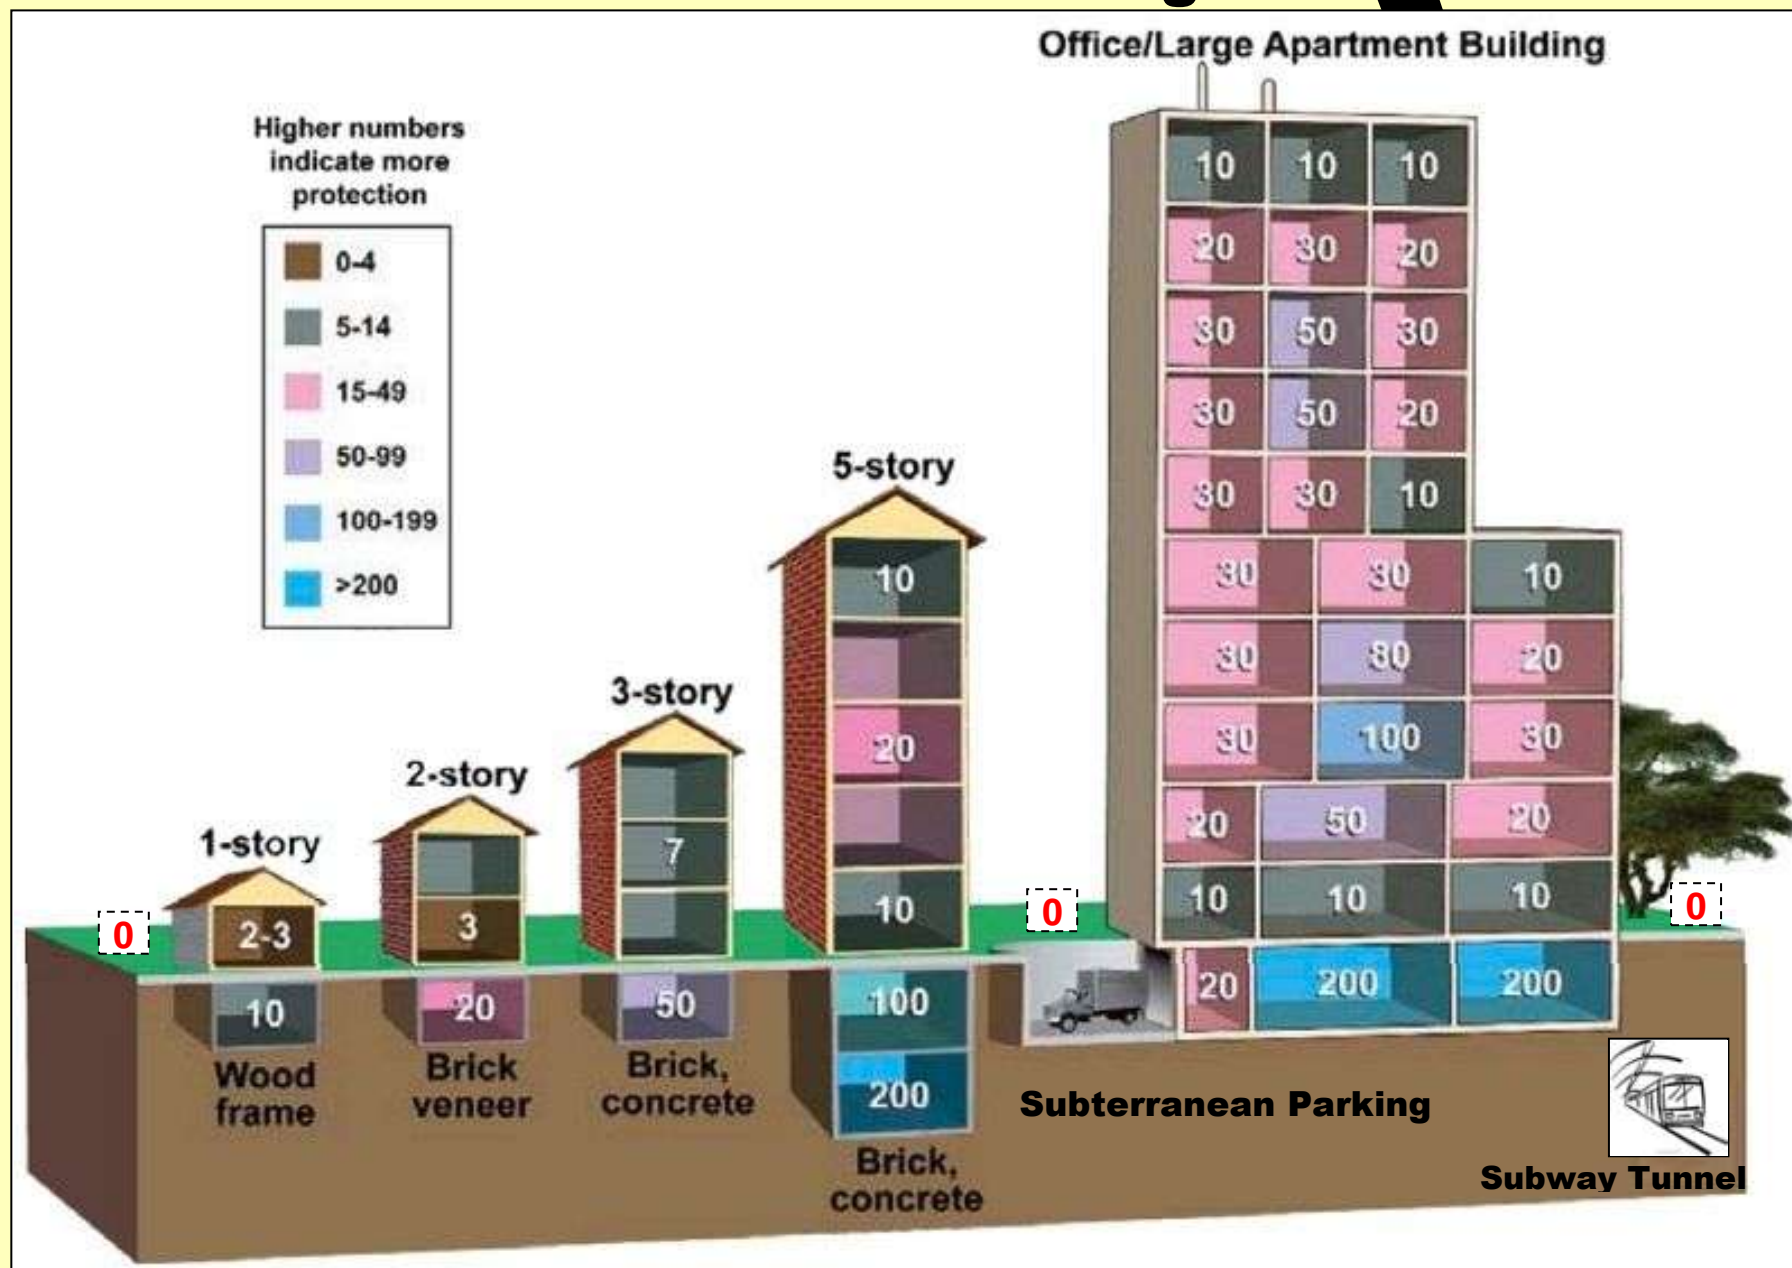 Office/Large Apartment Building
Higher numbers
indicate more
protection
0-4
5-14
15-49
50-99
100-199
>200
10 10 10
20 30 20
30 50 30
30 50 20
30 30 10
30 30 10
30 80 20
30 100 30
20 50 20
10 10 10
20 200 200
5-story
10
20
10
100
200
Brick,
concrete
3-story
7
50
Brick,
concrete
2-story
3
20
Brick
veneer
1-story
2-3
10
Wood
frame
0
0
0
Subterranean Parking
Subway Tunnel